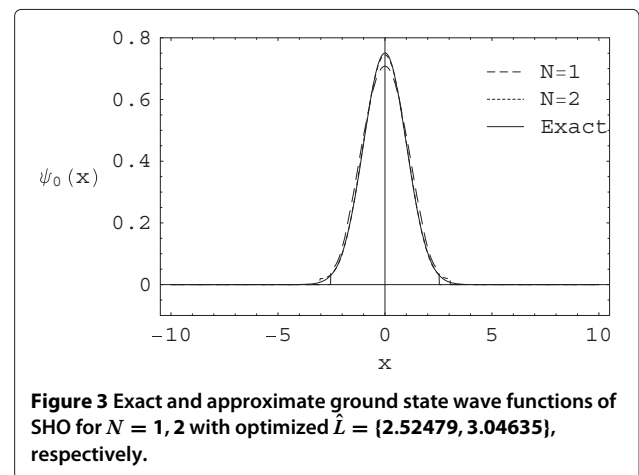 0.8
0.6
0.4
0.2
0
ψ₀ (x)
N=1
N=2
Exact
−10 −5 0 5 10
x
Figure 3 Exact and approximate ground state wave functions of
SHO for N = 1, 2 with optimized L̂ = {2.52479, 3.04635},
respectively.